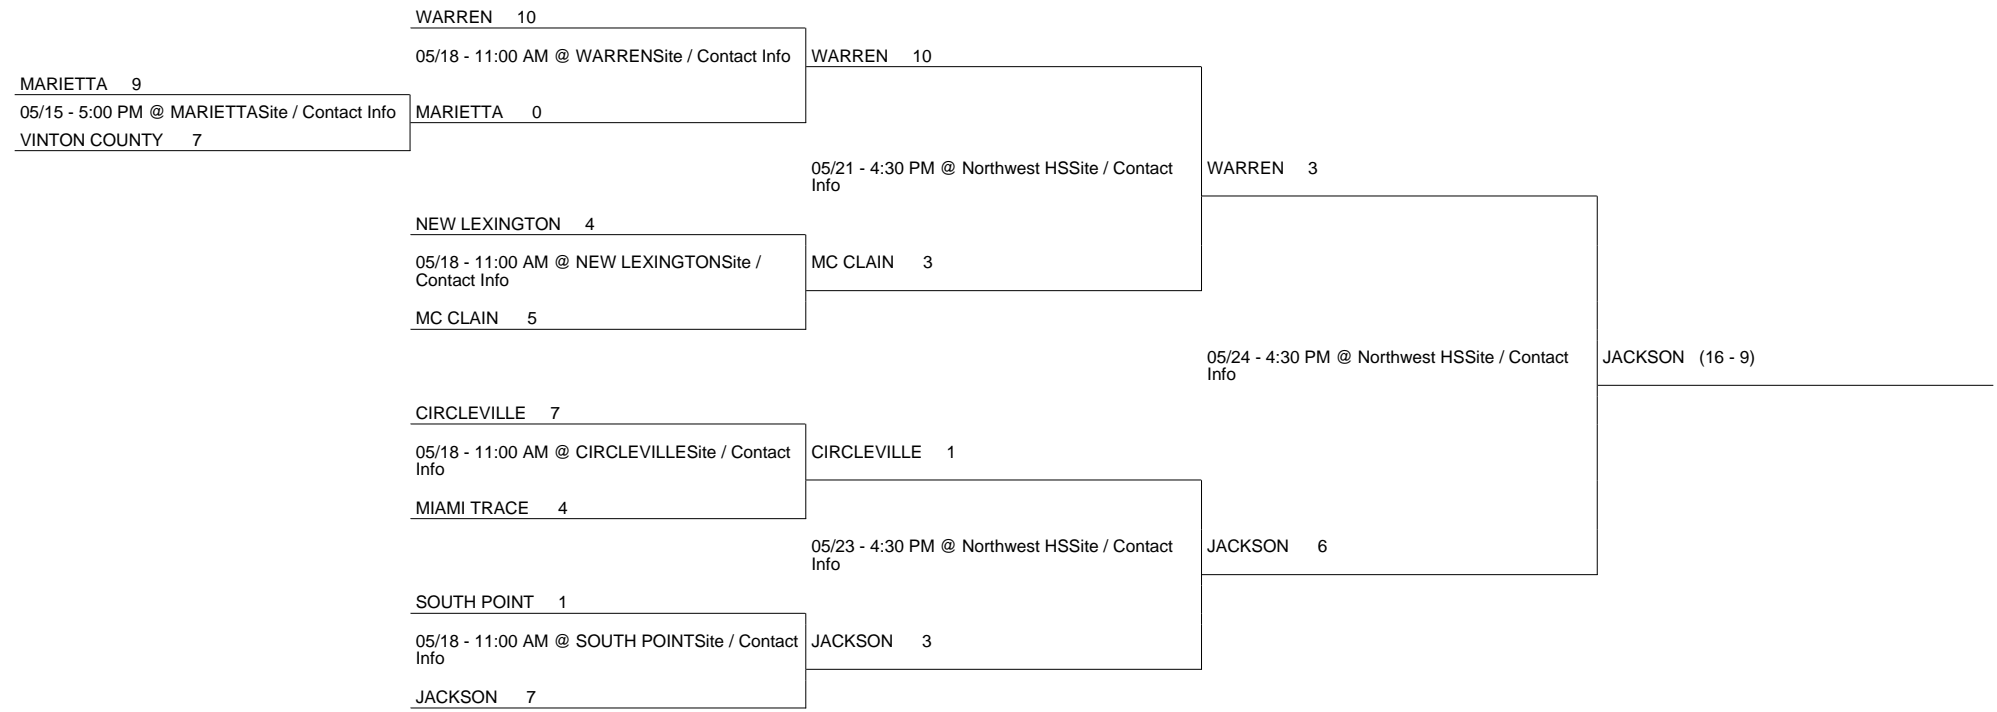 WARREN 10
05/18 - 11:00 AM @ WARRENSite / Contact Info
WARREN 10
MARIETTA 9
05/15 - 5:00 PM @ MARIETTASite / Contact Info
MARIETTA 0
VINTON COUNTY 7
05/21 - 4:30 PM @ Northwest HSSite / Contact
Info
WARREN 3
NEW LEXINGTON 4
05/18 - 11:00 AM @ NEW LEXINGTONSite /
Contact Info
MC CLAIN 3
MC CLAIN 5
05/24 - 4:30 PM @ Northwest HSSite / Contact
Info
JACKSON (16 - 9)
CIRCLEVILLE 7
05/18 - 11:00 AM @ CIRCLEVILLESite / Contact
Info
CIRCLEVILLE 1
MIAMI TRACE 4
05/23 - 4:30 PM @ Northwest HSSite / Contact
Info
JACKSON 6
SOUTH POINT 1
05/18 - 11:00 AM @ SOUTH POINTSite / Contact
Info
JACKSON 3
JACKSON 7